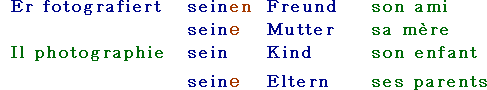 Er fotografiert seinen Freund son ami
seine Mutter sa mère
Il photographie sein Kind son enfant
seine Eltern ses parents